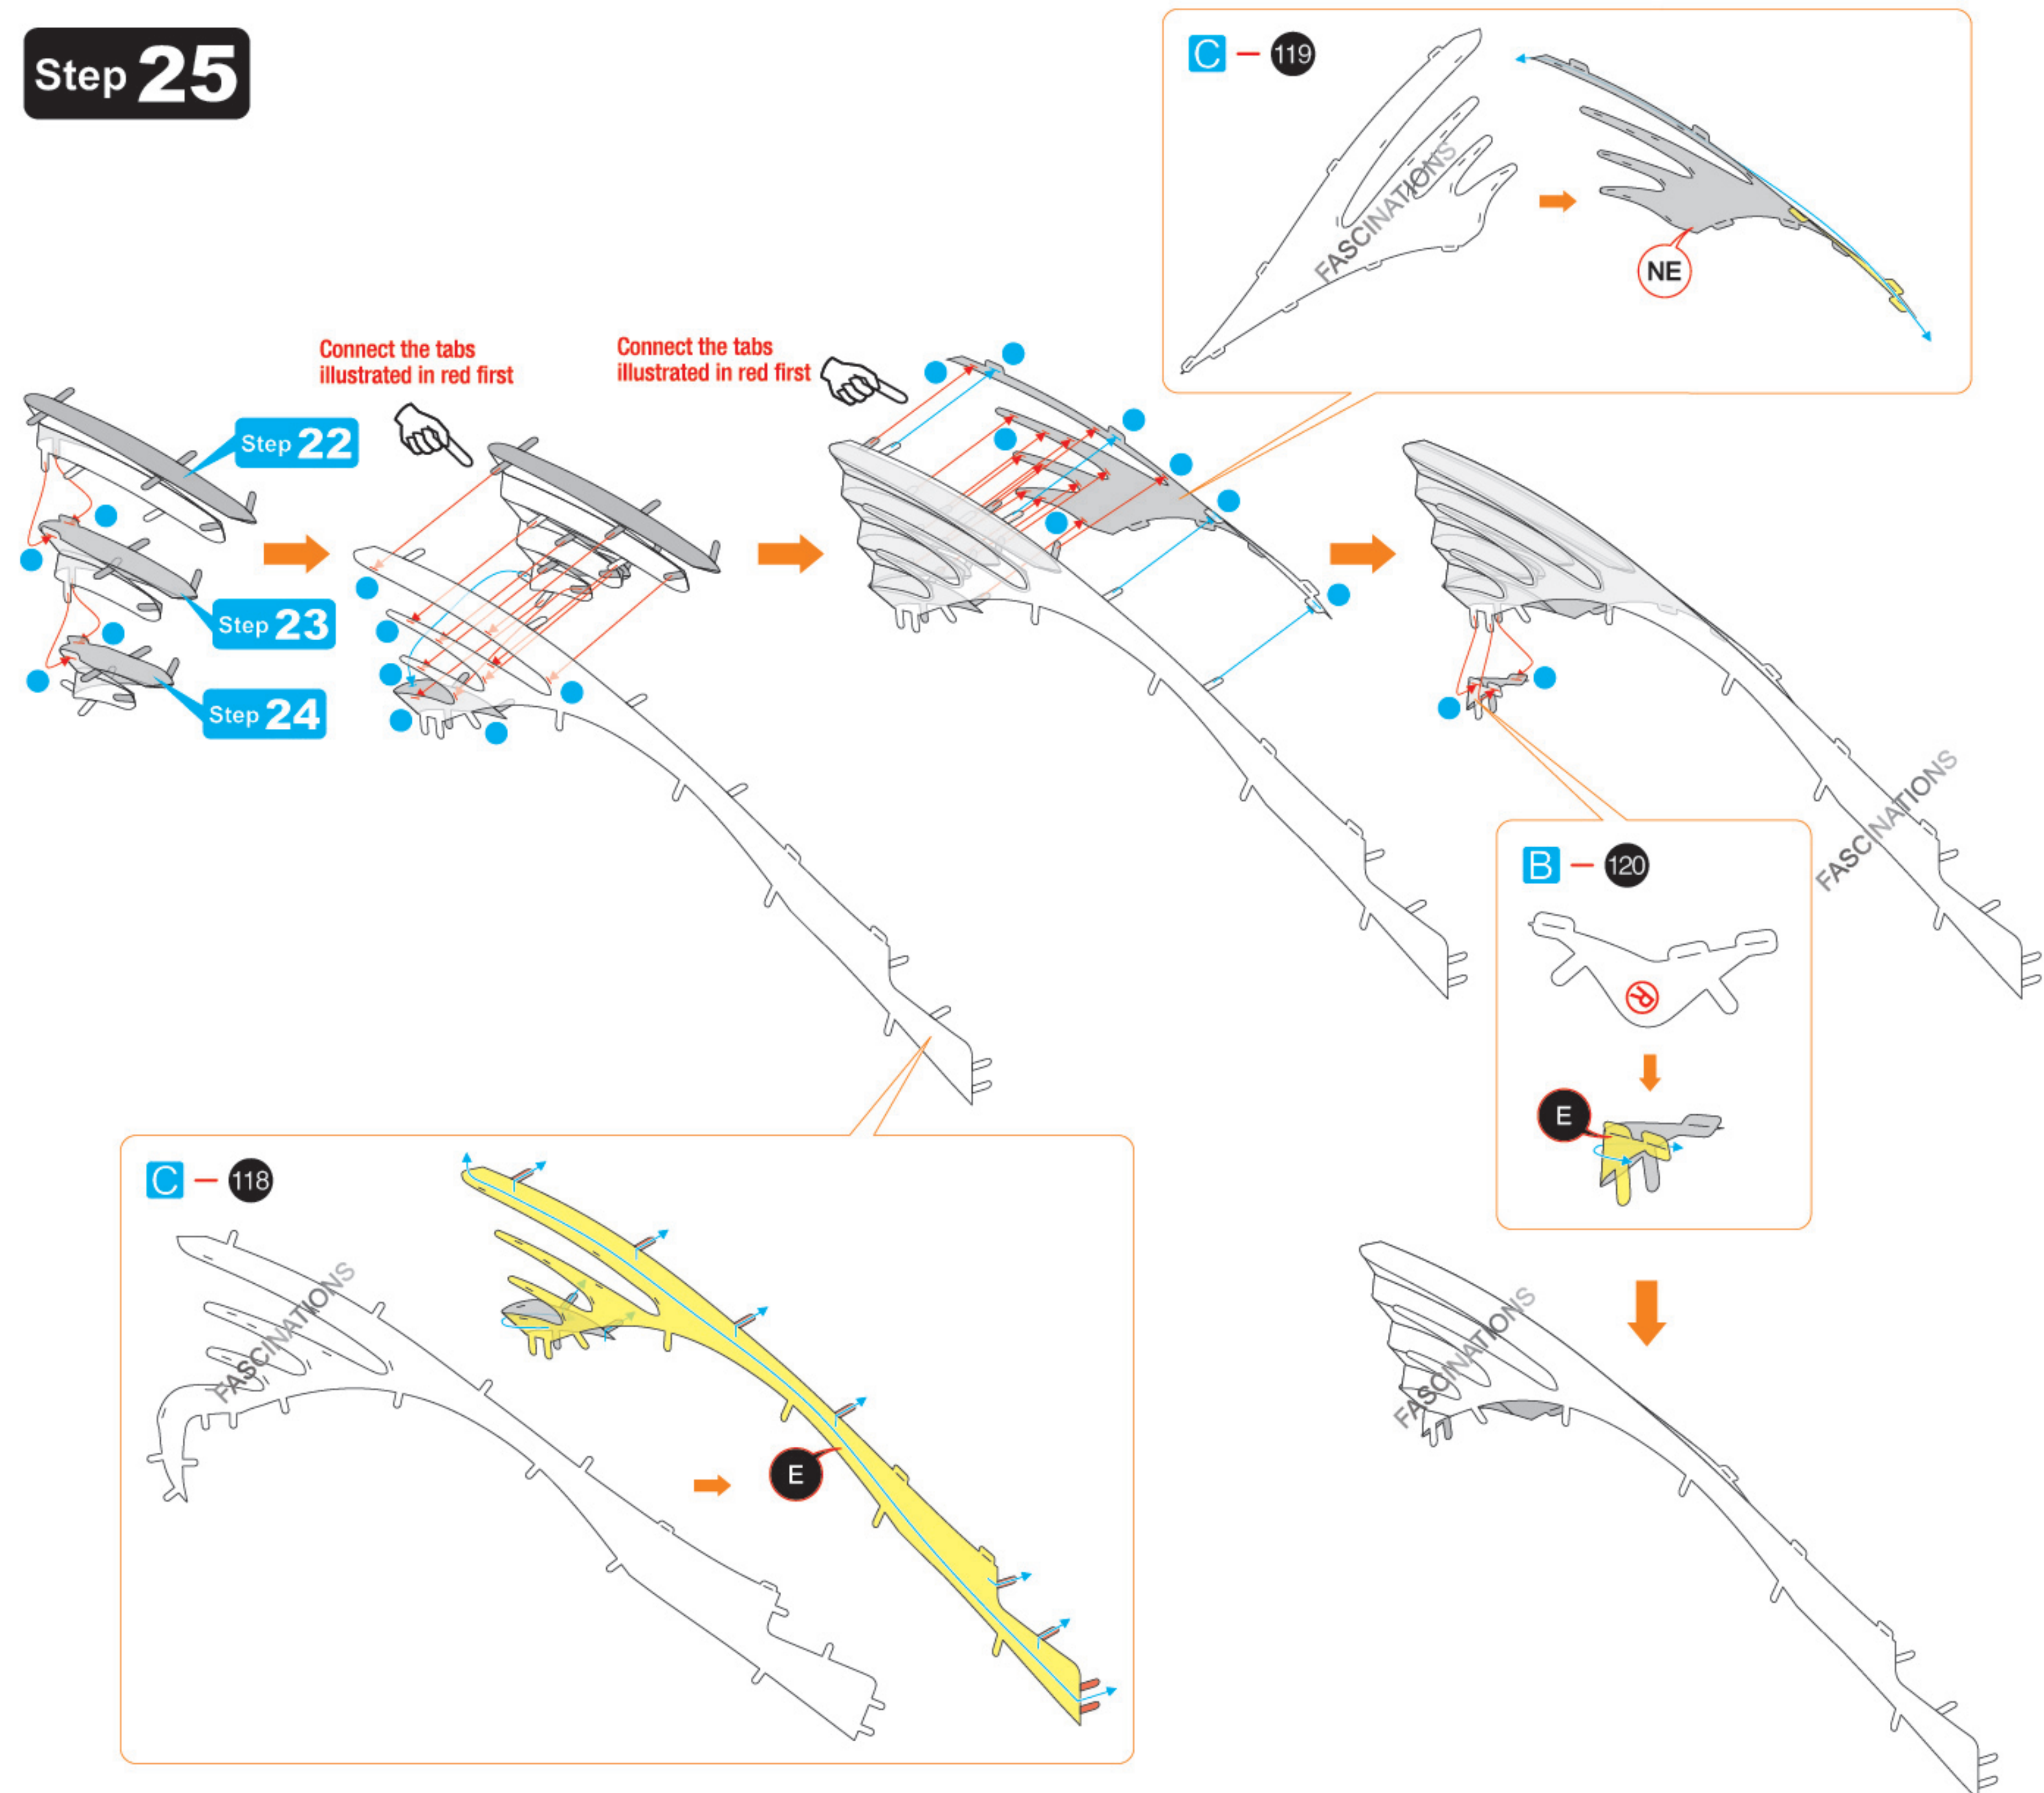 Step 25
C – 119
FASCINATIONS
NE
Connect the tabs
illustrated in red first
Connect the tabs
illustrated in red first
Step 22
Step 23
Step 24
FASCINATIONS
B – 120
R
E
C – 118
FASCINATIONS
E
FASCINATIONS